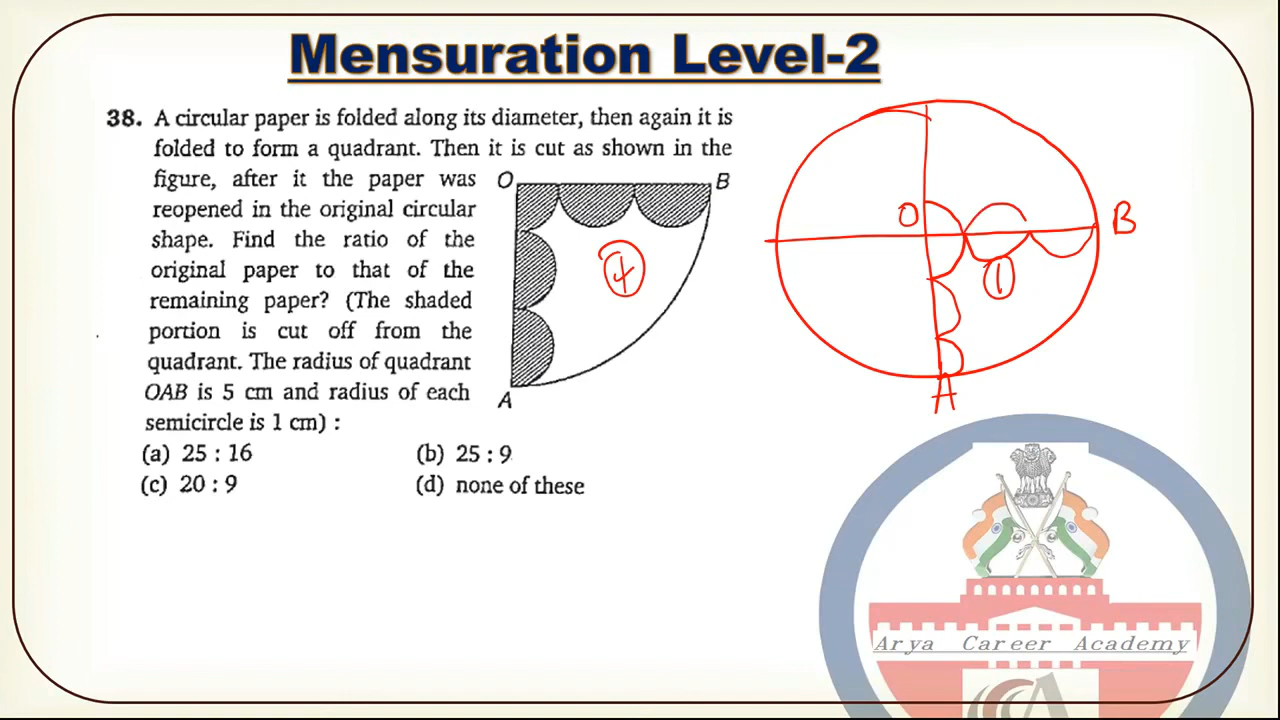 Mensuration Level-2
38. A circular paper is folded along its diameter, then again it is
folded to form a quadrant. Then it is cut as shown in the
figure, after it the paper was
reopened in the original circular
shape. Find the ratio of the
original paper to that of the
remaining paper? (The shaded
portion is cut off from the
quadrant. The radius of quadrant
OAB is 5 cm and radius of each
semicircle is 1 cm) :
(a) 25 : 16 (b) 25 : 9
(c) 20 : 9 (d) none of these
O B
A
4
O B
1
A
Arya Career Academy